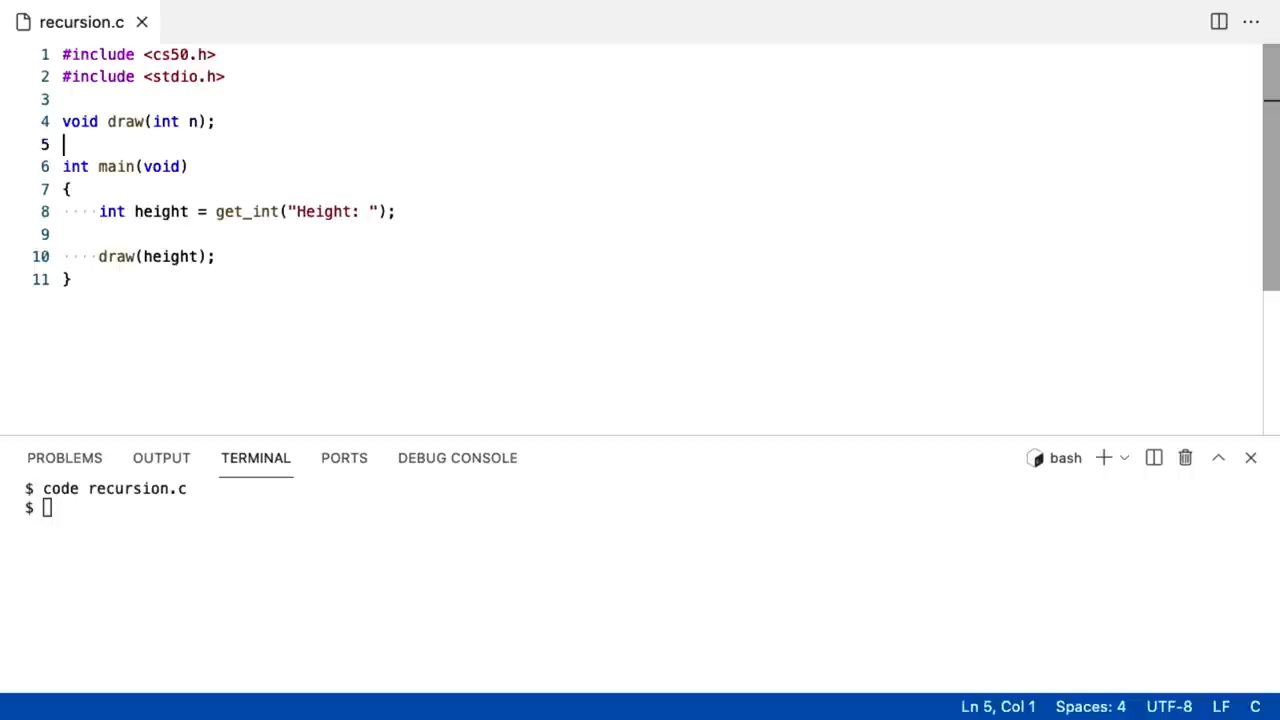 recursion.c
1 #include <cs50.h>
2 #include <stdio.h>
3
4 void draw(int n);
5
6 int main(void)
7 {
8 ····int height = get_int("Height: ");
9
10 ····draw(height);
11 }
PROBLEMS OUTPUT TERMINAL PORTS DEBUG CONSOLE bash
$ code recursion.c
$
Ln 5, Col 1 Spaces: 4 UTF-8 LF C